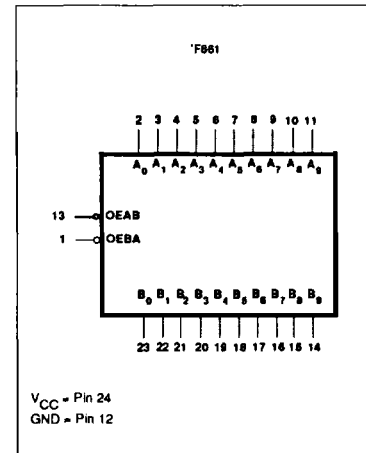 'F861
2 3 4 5 6 7 8 9 10 11
A0 A1 A2 A3 A4 A5 A6 A7 A8 A9
13 OEAB
1 OEBA
B0 B1 B2 B3 B4 B5 B6 B7 B8 B9
23 22 21 20 19 18 17 16 15 14
VCC = Pin 24
GND = Pin 12